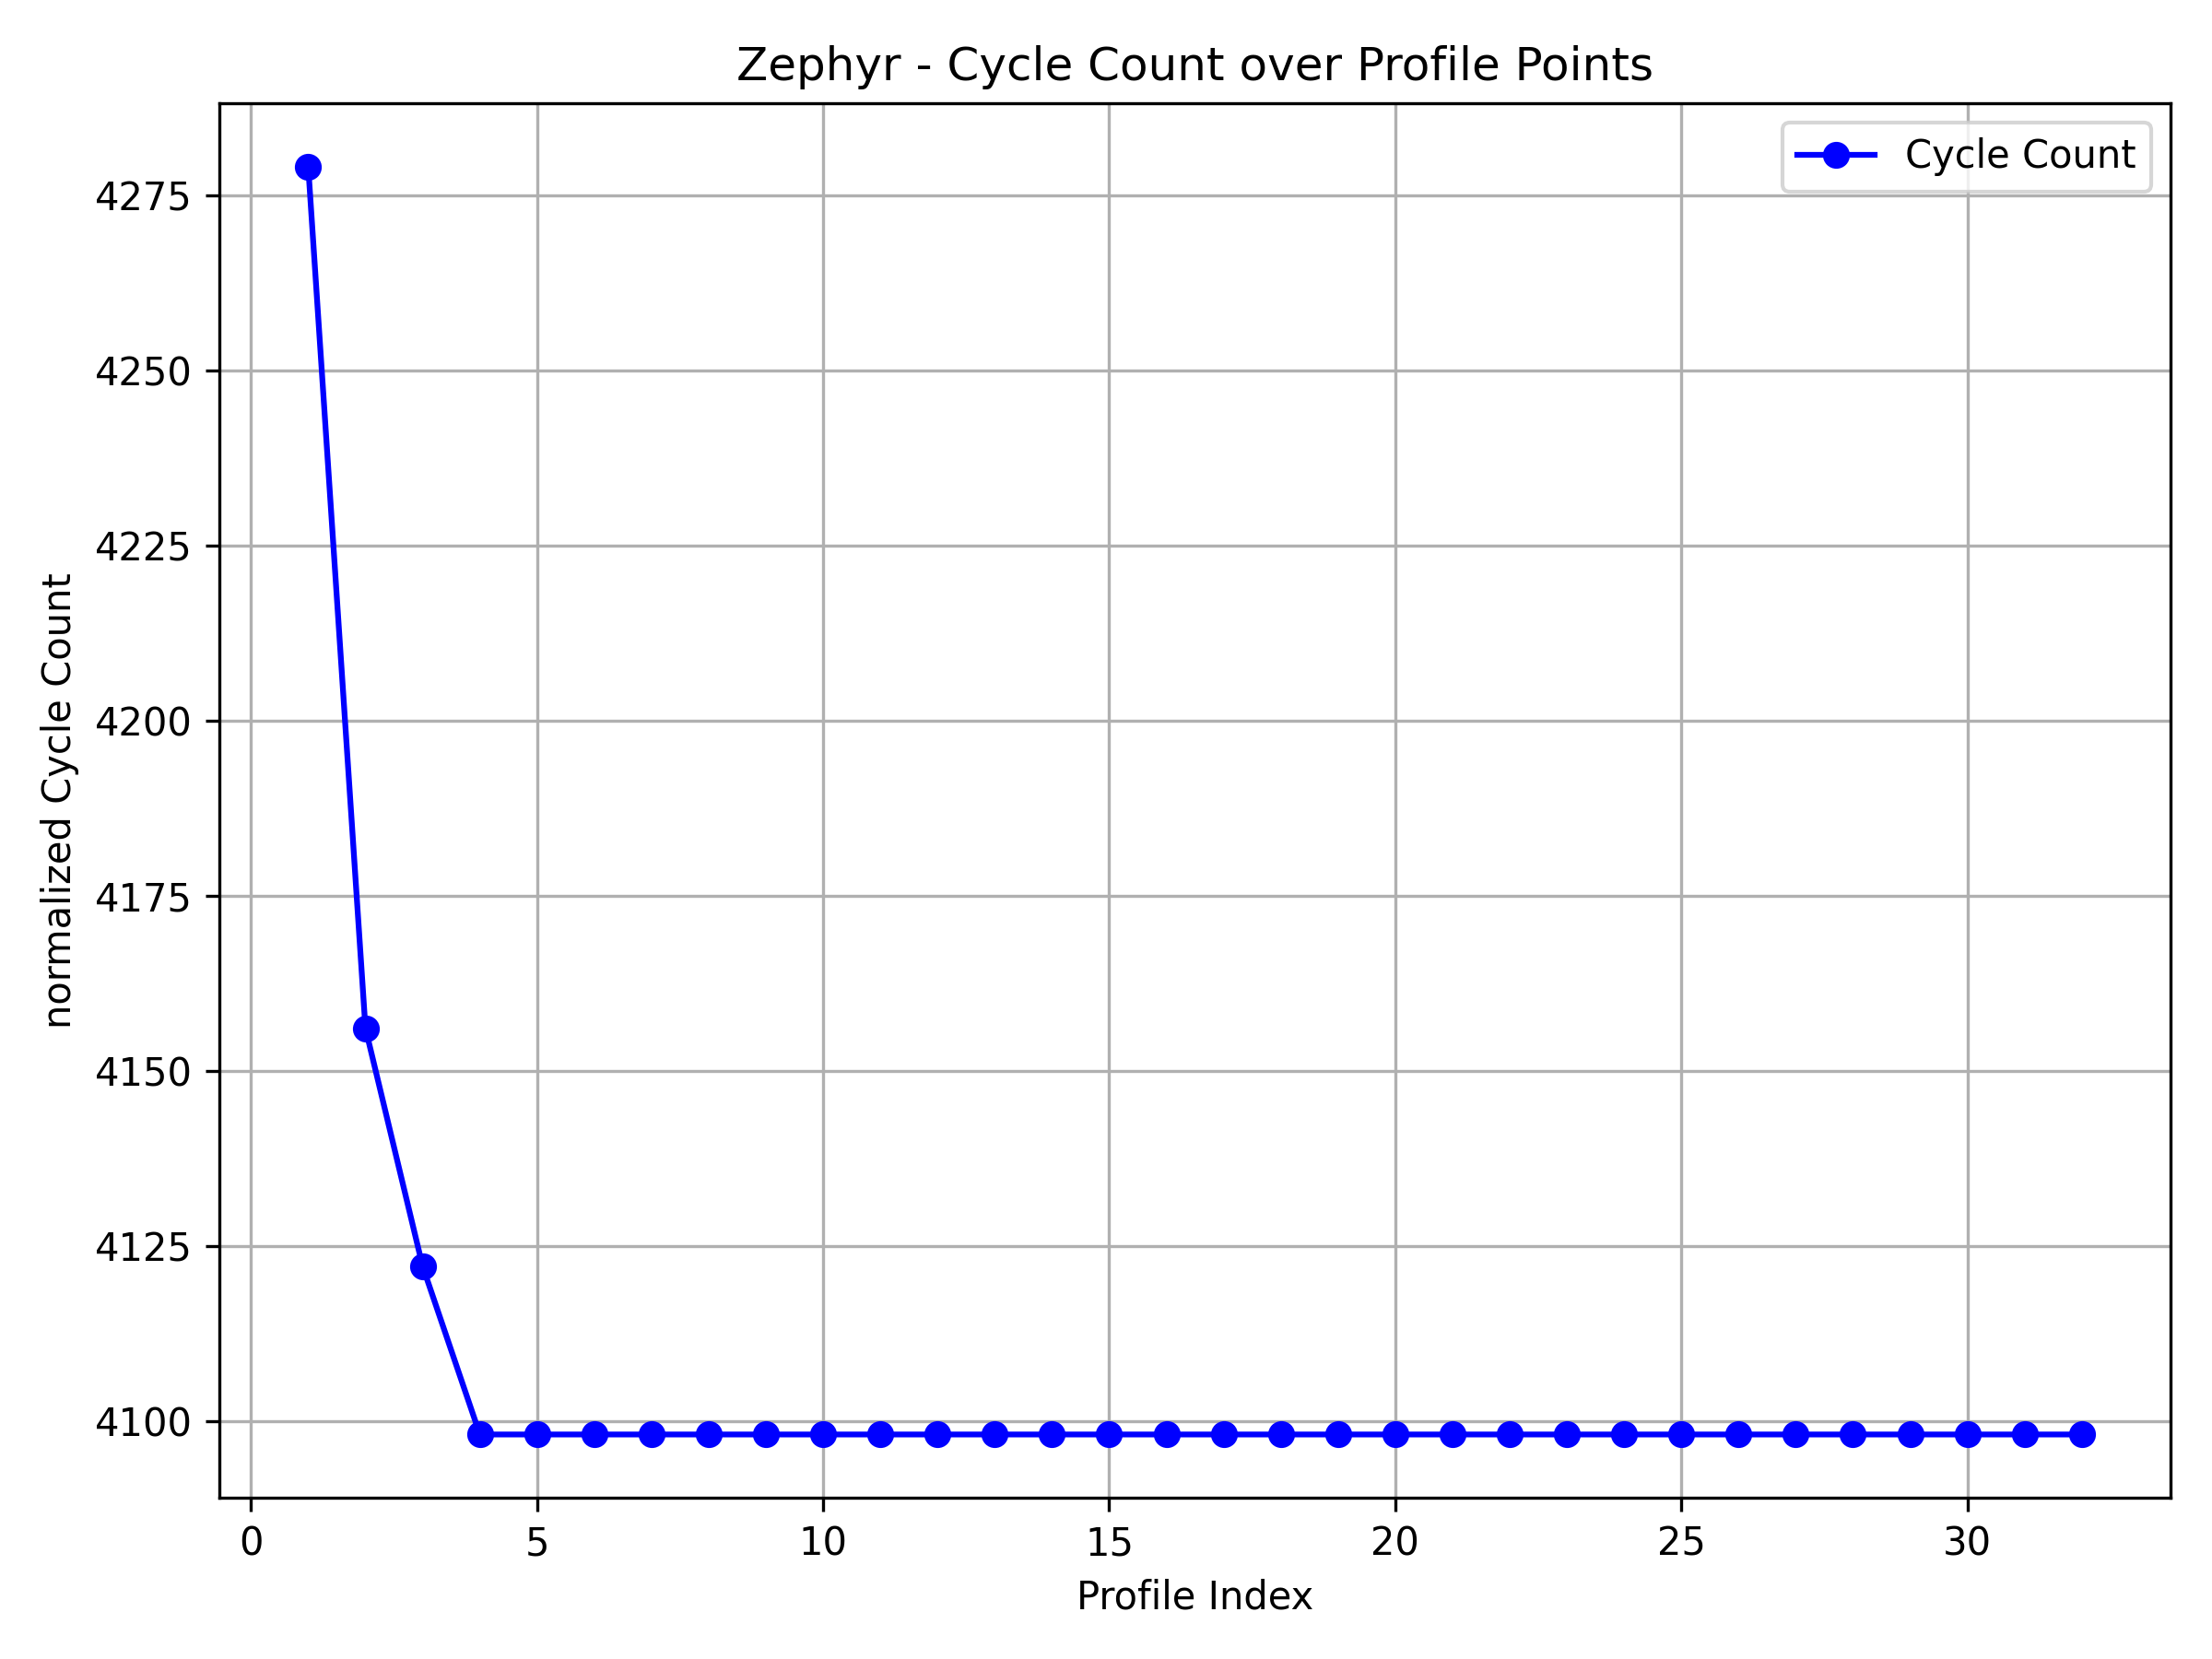 Zephyr - Cycle Count over Profile Points
Cycle Count
normalized Cycle Count
4275
4250
4225
4200
4175
4150
4125
4100
0 5 10 15 20 25 30
Profile Index